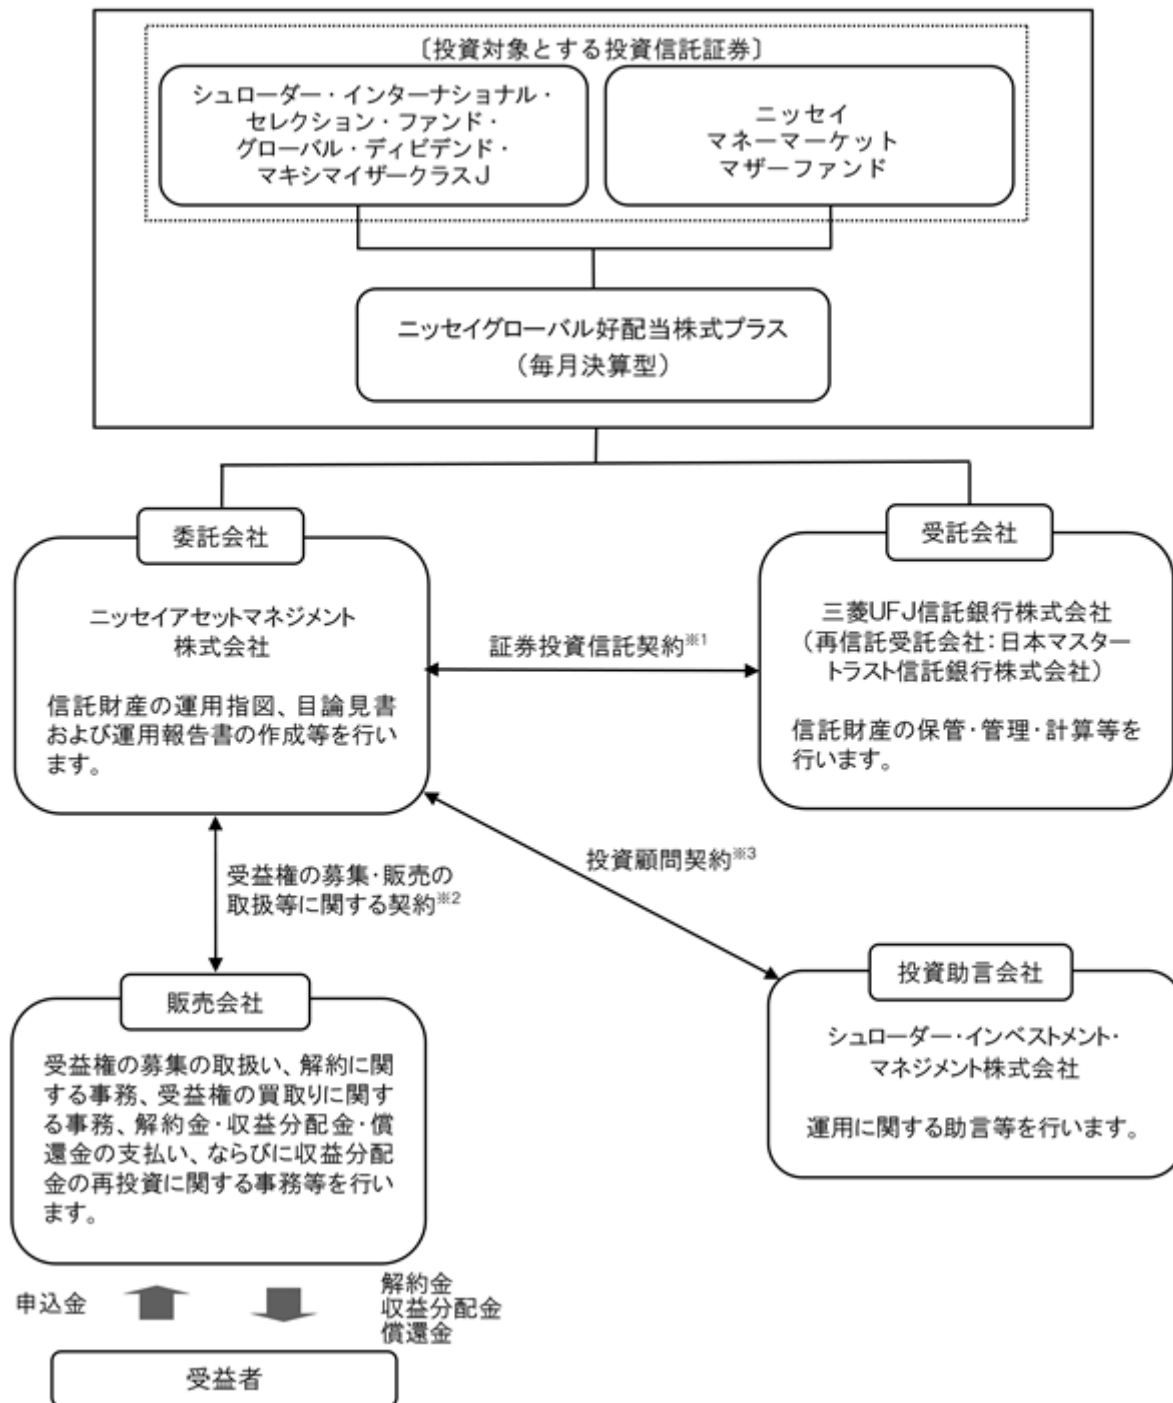 〔投資対象とする投資信託証券〕
シュローダー・インターナショナル・
セレクション・ファンド・
グローバル・ディビデンド・
マキシマイザークラスJ
ニッセイ
マネーマーケット
マザーファンド
ニッセイグローバル好配当株式プラス
（毎月決算型）
委託会社
ニッセイアセットマネジメント
株式会社
信託財産の運用指図、目論見書
および運用報告書の作成等を行い
ます。
証券投資信託契約※1
受託会社
三菱UFJ信託銀行株式会社
（再信託受託会社：日本マスター
トラスト信託銀行株式会社）
信託財産の保管・管理・計算等を
行います。
受益権の募集・販売の
取扱等に関する契約※2
投資顧問契約※3
販売会社
受益権の募集の取扱い、解約に関
する事務、受益権の買取りに関す
る事務、解約金・収益分配金・償
還金の支払い、ならびに収益分配
金の再投資に関する事務等を行い
ます。
投資助言会社
シュローダー・インベストメント・
マネジメント株式会社
運用に関する助言等を行います。
申込金
解約金
収益分配金
償還金
受益者